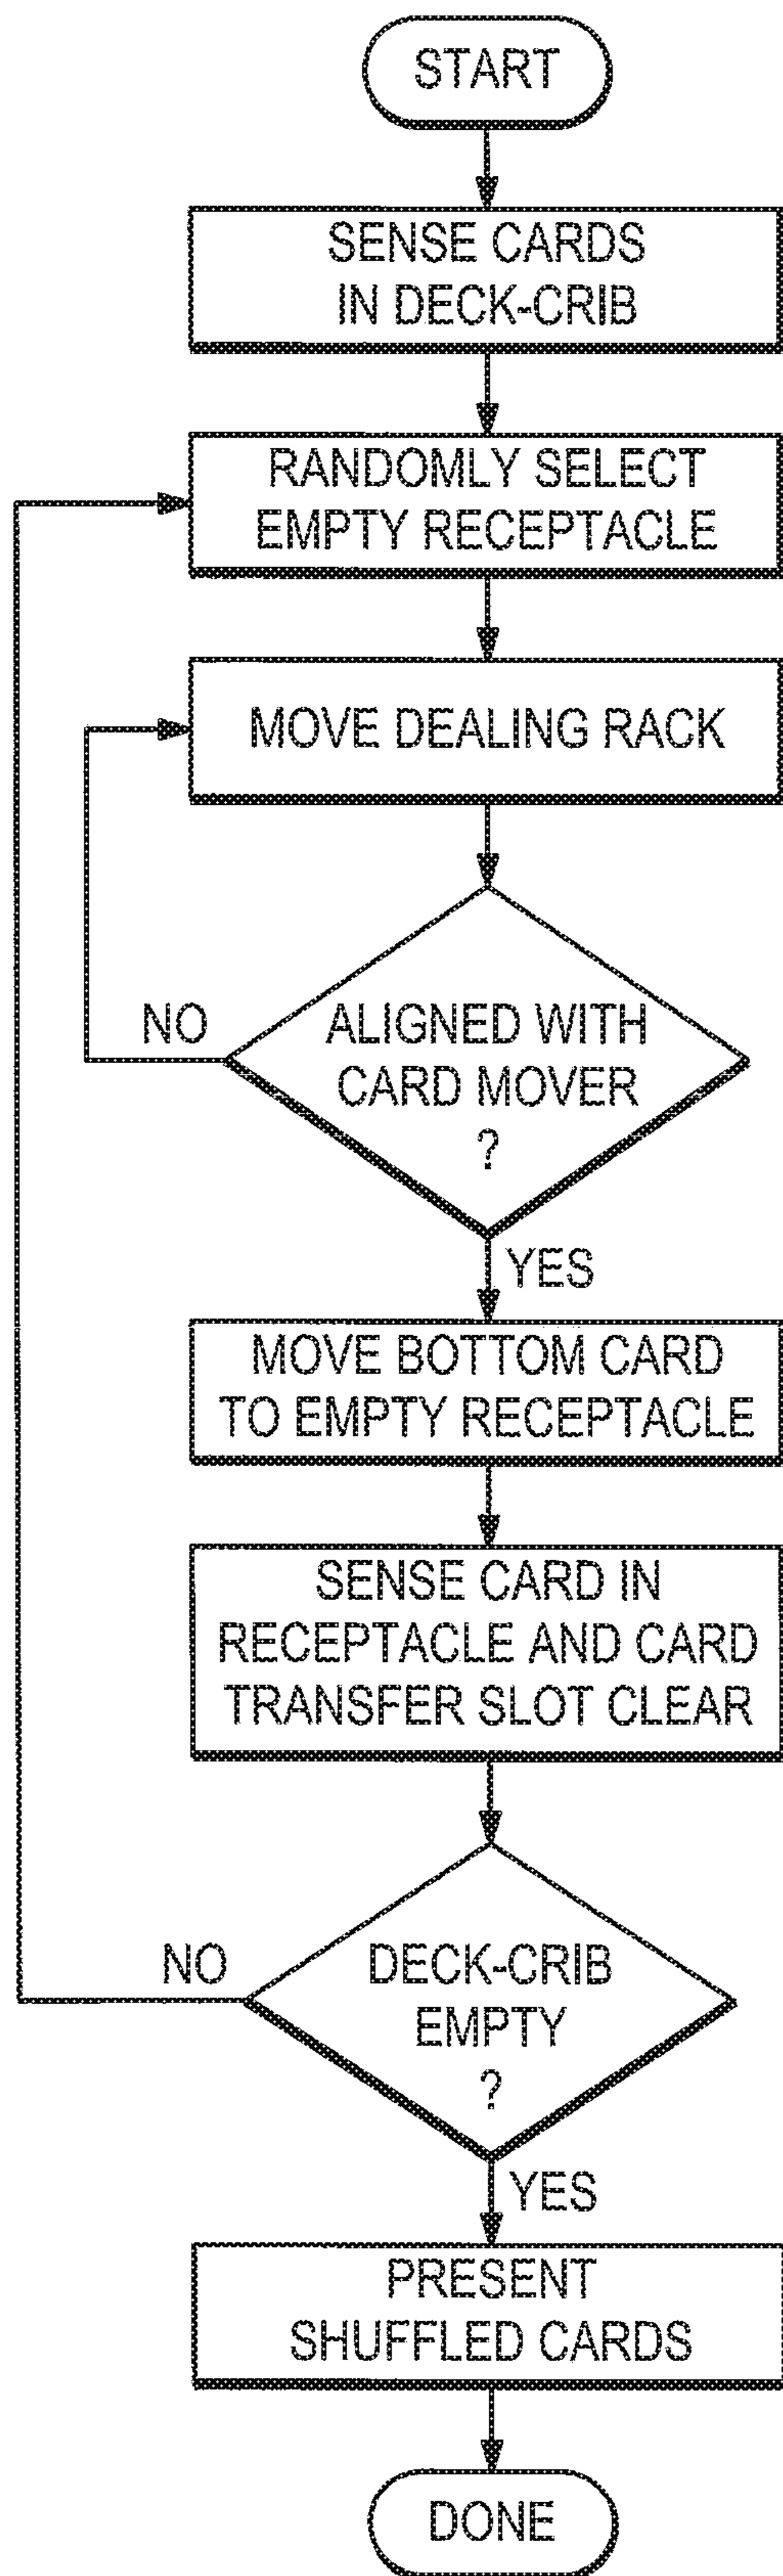 START
SENSE CARDS
IN DECK-CRIB
RANDOMLY SELECT
EMPTY RECEPTACLE
MOVE DEALING RACK
NO
ALIGNED WITH
CARD MOVER
?
YES
MOVE BOTTOM CARD
TO EMPTY RECEPTACLE
SENSE CARD IN
RECEPTACLE AND CARD
TRANSFER SLOT CLEAR
NO
DECK-CRIB
EMPTY
?
YES
PRESENT
SHUFFLED CARDS
DONE